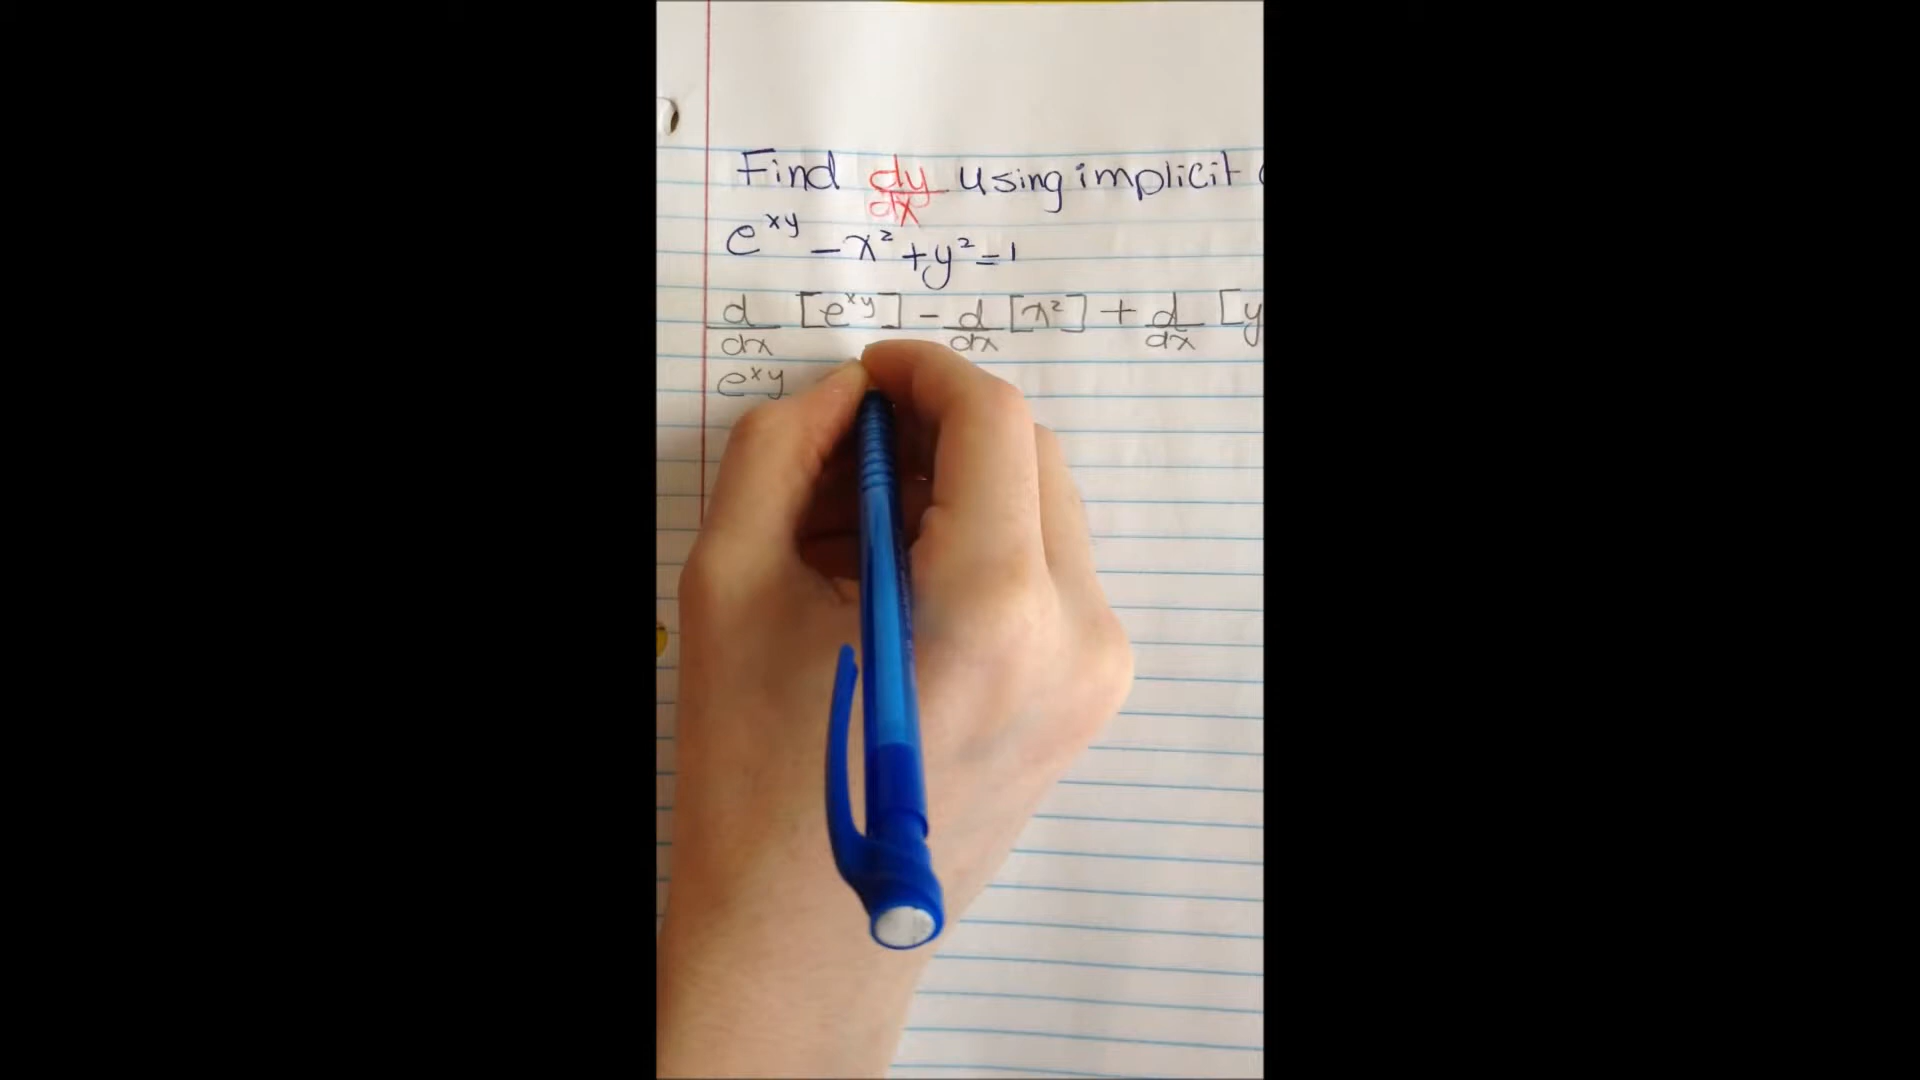 Find dy/dx using implicit
e^xy - x² + y² = 1
d/dx [e^xy] - d/dx [x²] + d/dx [y
e^xy